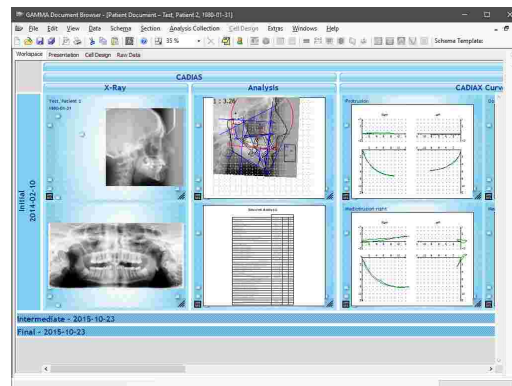 GAMMA Document Browser - [Patient Document - Test, Patient 2, 1980-01-31]
File Edit View Data Schema Section Analysis Collection Cell Design Extras Windows Help
35 % Schema Template:
Workspace Presentation Cell Design Raw Data
CADIAS
X-Ray Analysis CADIAX Curv
Test, Patient 2
1980-01-31
1 : 3.26
Protrusion
Initial
2014-02-10
Mediotrusion right
Intermediate - 2015-10-23
Final - 2015-10-23